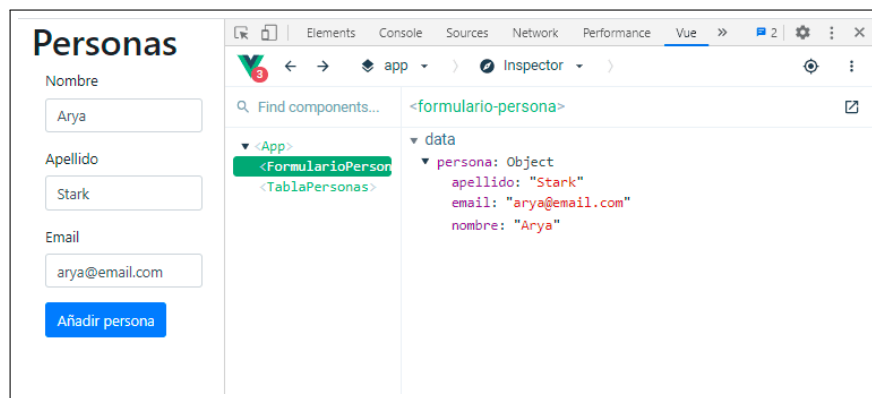 Personas
Nombre
Arya
Apellido
Stark
Email
arya@email.com
Añadir persona
Elements Console Sources Network Performance Vue » 2
3 app Inspector
Find components... <formulario-persona>
<App>
<FormularioPerson
<TablaPersonas>
data
persona: Object
apellido: "Stark"
email: "arya@email.com"
nombre: "Arya"